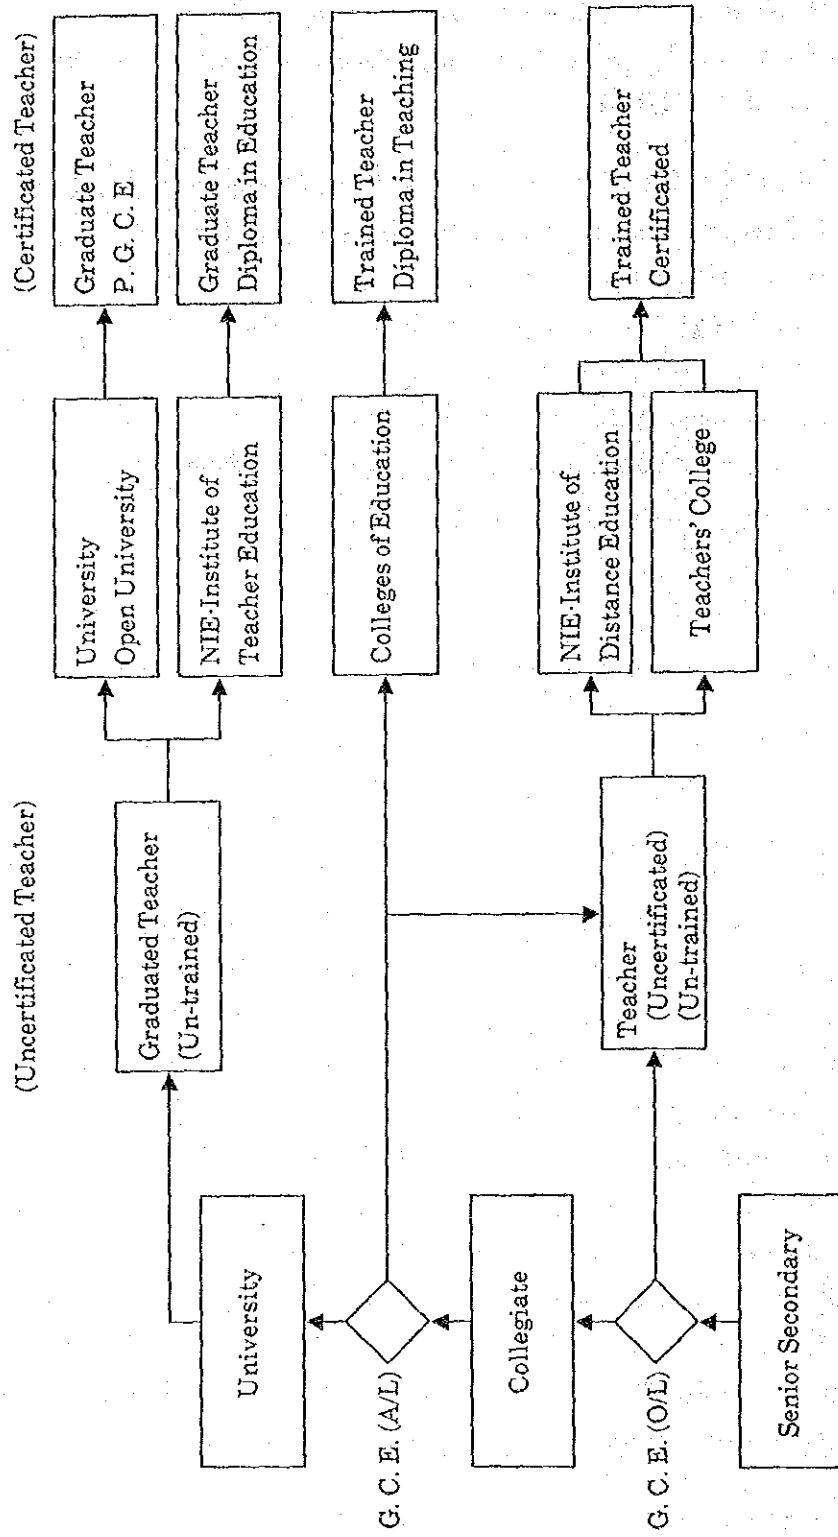 (Uncertificated Teacher)
(Certificated Teacher)
University
Graduated Teacher
(Un-trained)
University
Open University
Graduate Teacher
P. G. C. E
NIE-Institute of
Teacher Education
Graduate Teacher
Diploma in Education
G. C. E. (A/L)
Colleges of Education
Trained Teacher
Diploma in Teaching
Collegiate
G. C. E. (O/L)
Teacher
(Uncertificated)
(Un-trained)
NIE-Institute of
Distance Education
Teachers' College
Trained Teacher
Certificated
Senior Secondary